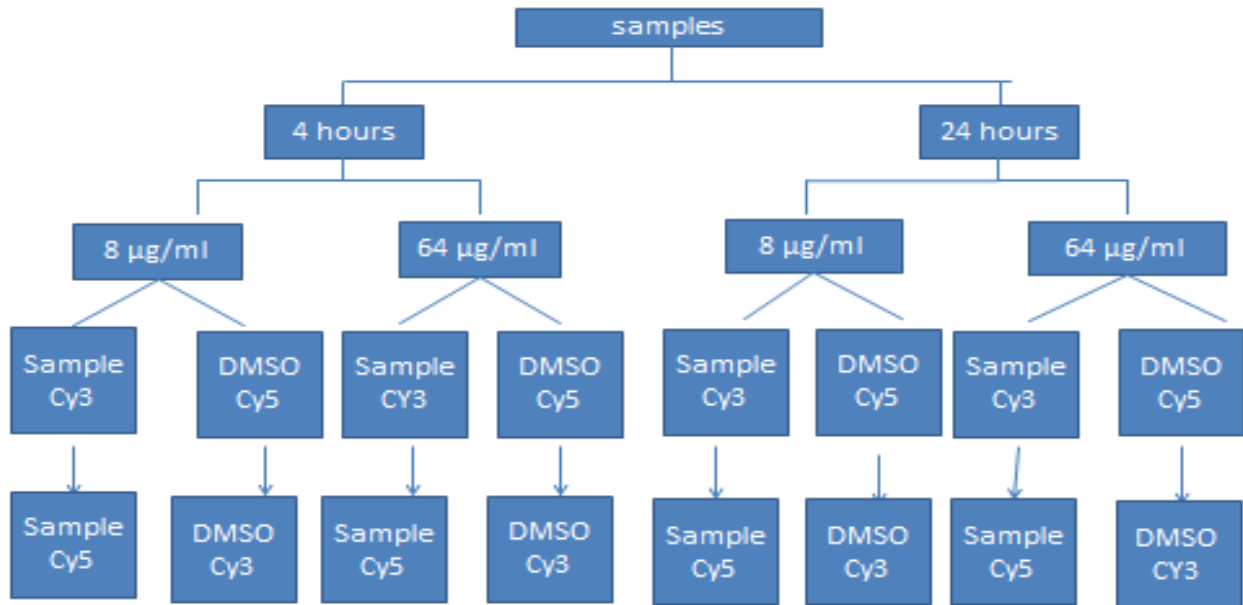 samples
4 hours
24 hours
8 µg/ml
64 µg/ml
8 µg/ml
64 µg/ml
Sample
Cy3
DMSO
Cy5
Sample
CY3
DMSO
Cy5
Sample
Cy3
DMSO
Cy5
Sample
Cy3
DMSO
Cy5
Sample
Cy5
DMSO
Cy3
Sample
Cy5
DMSO
Cy3
Sample
Cy5
DMSO
Cy3
Sample
Cy5
DMSO
CY3